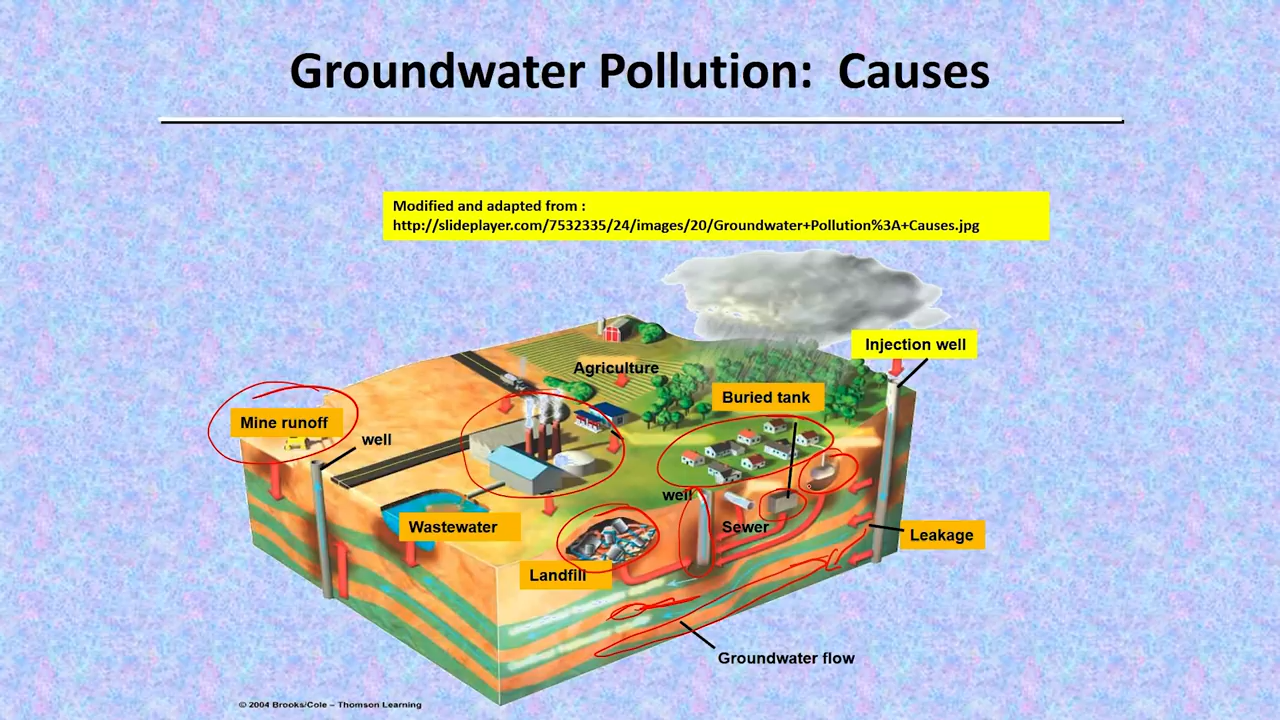 Groundwater Pollution: Causes
Modified and adapted from :
http://slideplayer.com/7532335/24/images/20/Groundwater+Pollution%3A+Causes.jpg
Injection well
Agriculture
Buried tank
Mine runoff
well
well
Wastewater
Sewer
Leakage
Landfill
Groundwater flow
© 2004 Brooks/Cole – Thomson Learning